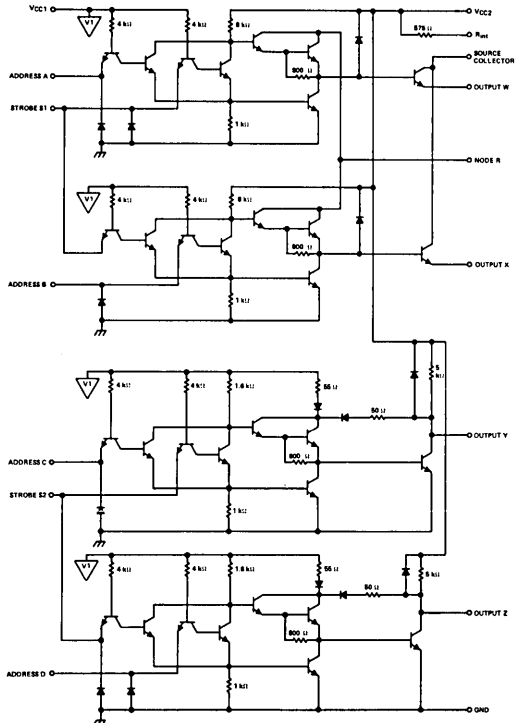 VCC1
V1
4 kΩ
4 kΩ
6 kΩ
VCC2
575 Ω
Rint
SOURCE
COLLECTOR
ADDRESS A
800 Ω
OUTPUT W
STROBE S1
1 kΩ
NODE R
V1
4 kΩ
4 kΩ
6 kΩ
800 Ω
OUTPUT X
ADDRESS B
1 kΩ
5
kΩ
V1
4 kΩ
4 kΩ
1.6 kΩ
55 Ω
50 Ω
OUTPUT Y
ADDRESS C
800 Ω
STROBE S2
1 kΩ
V1
4 kΩ
4 kΩ
1.6 kΩ
55 Ω
50 Ω
5 kΩ
OUTPUT Z
800 Ω
ADDRESS D
1 kΩ
GND